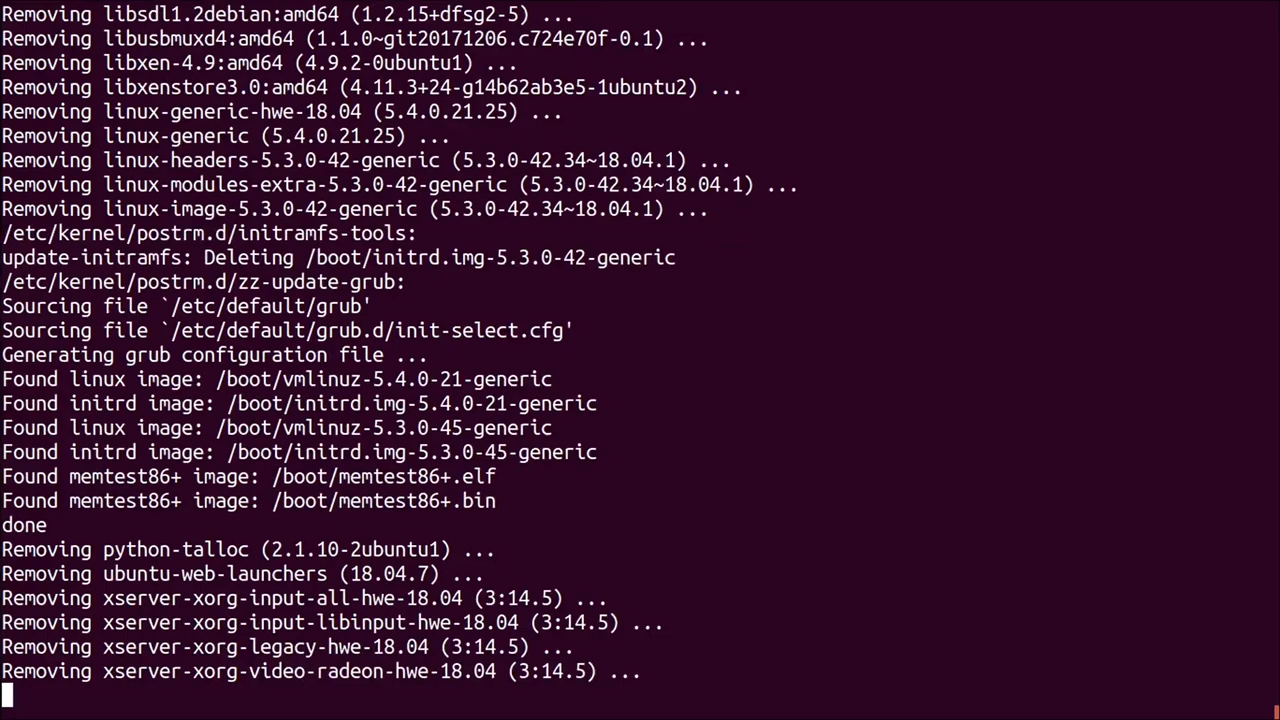 Removing libsdl1.2debian:amd64 (1.2.15+dfsg2-5) ...
Removing libusbmuxd4:amd64 (1.1.0~git20171206.c724e70f-0.1) ...
Removing libxen-4.9:amd64 (4.9.2-0ubuntu1) ...
Removing libxenstore3.0:amd64 (4.11.3+24-g14b62ab3e5-1ubuntu2) ...
Removing linux-generic-hwe-18.04 (5.4.0.21.25) ...
Removing linux-generic (5.4.0.21.25) ...
Removing linux-headers-5.3.0-42-generic (5.3.0-42.34~18.04.1) ...
Removing linux-modules-extra-5.3.0-42-generic (5.3.0-42.34~18.04.1) ...
Removing linux-image-5.3.0-42-generic (5.3.0-42.34~18.04.1) ...
/etc/kernel/postrm.d/initramfs-tools:
update-initramfs: Deleting /boot/initrd.img-5.3.0-42-generic
/etc/kernel/postrm.d/zz-update-grub:
Sourcing file `/etc/default/grub'
Sourcing file `/etc/default/grub.d/init-select.cfg'
Generating grub configuration file ...
Found linux image: /boot/vmlinuz-5.4.0-21-generic
Found initrd image: /boot/initrd.img-5.4.0-21-generic
Found linux image: /boot/vmlinuz-5.3.0-45-generic
Found initrd image: /boot/initrd.img-5.3.0-45-generic
Found memtest86+ image: /boot/memtest86+.elf
Found memtest86+ image: /boot/memtest86+.bin
done
Removing python-talloc (2.1.10-2ubuntu1) ...
Removing ubuntu-web-launchers (18.04.7) ...
Removing xserver-xorg-input-all-hwe-18.04 (3:14.5) ...
Removing xserver-xorg-input-libinput-hwe-18.04 (3:14.5) ...
Removing xserver-xorg-legacy-hwe-18.04 (3:14.5) ...
Removing xserver-xorg-video-radeon-hwe-18.04 (3:14.5) ...